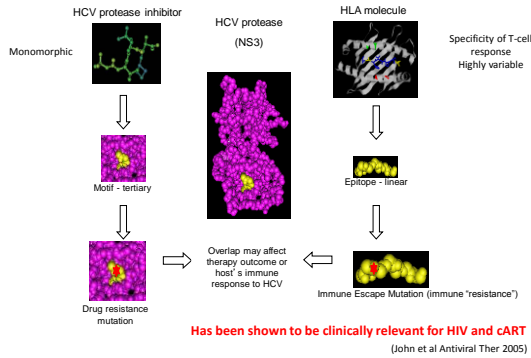 HCV protease inhibitor
HCV protease
(NS3)
HLA molecule
Monomorphic
Specificity of T-cell
response
Highly variable
Motif - tertiary
Epitope - linear
Overlap may affect
therapy outcome or
host's immune
response to HCV
Drug resistance
mutation
Immune Escape Mutation (immune “resistance”)
Has been shown to be clinically relevant for HIV and cART
(John et al Antiviral Ther 2005)